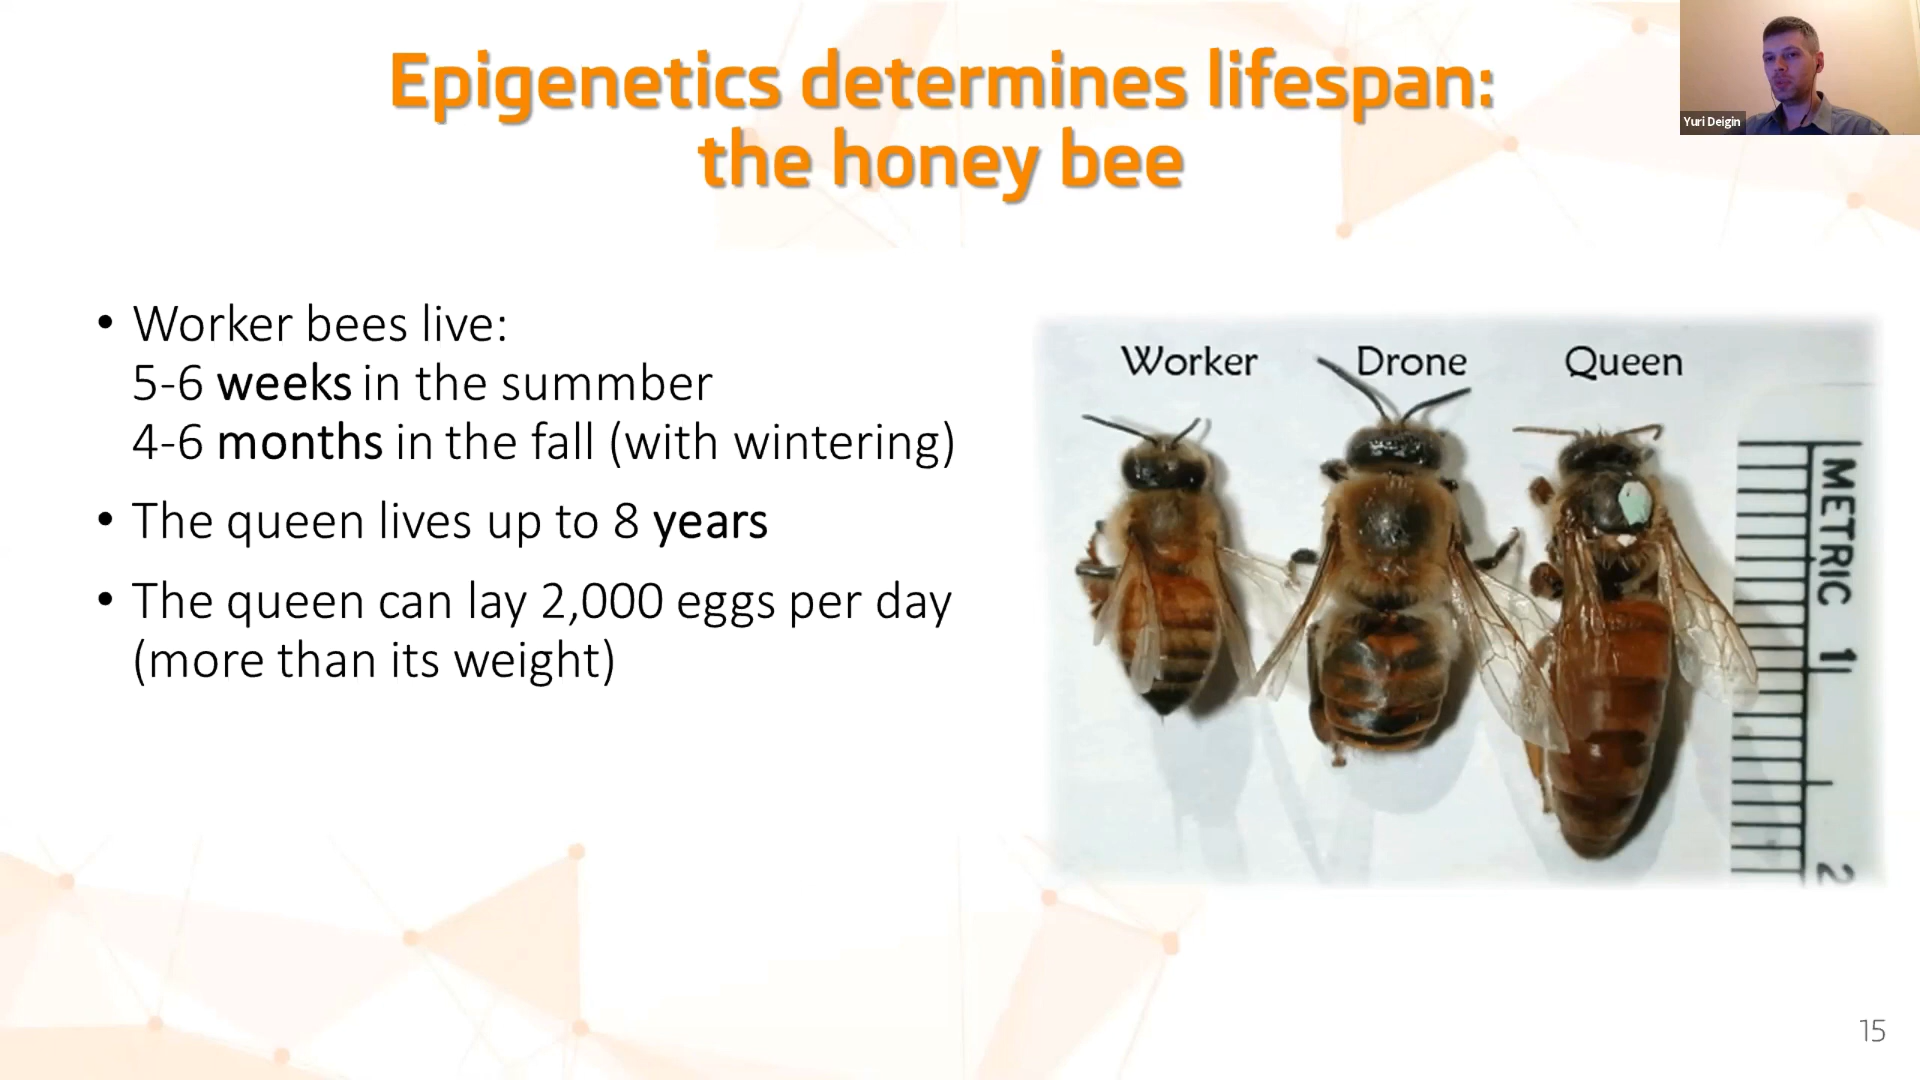 Epigenetics determines lifespan:
the honey bee
Yuri Deigin
• Worker bees live:
5-6 weeks in the summber
4-6 months in the fall (with wintering)
• The queen lives up to 8 years
• The queen can lay 2,000 eggs per day
(more than its weight)
Worker Drone Queen
METRIC 1
2
15